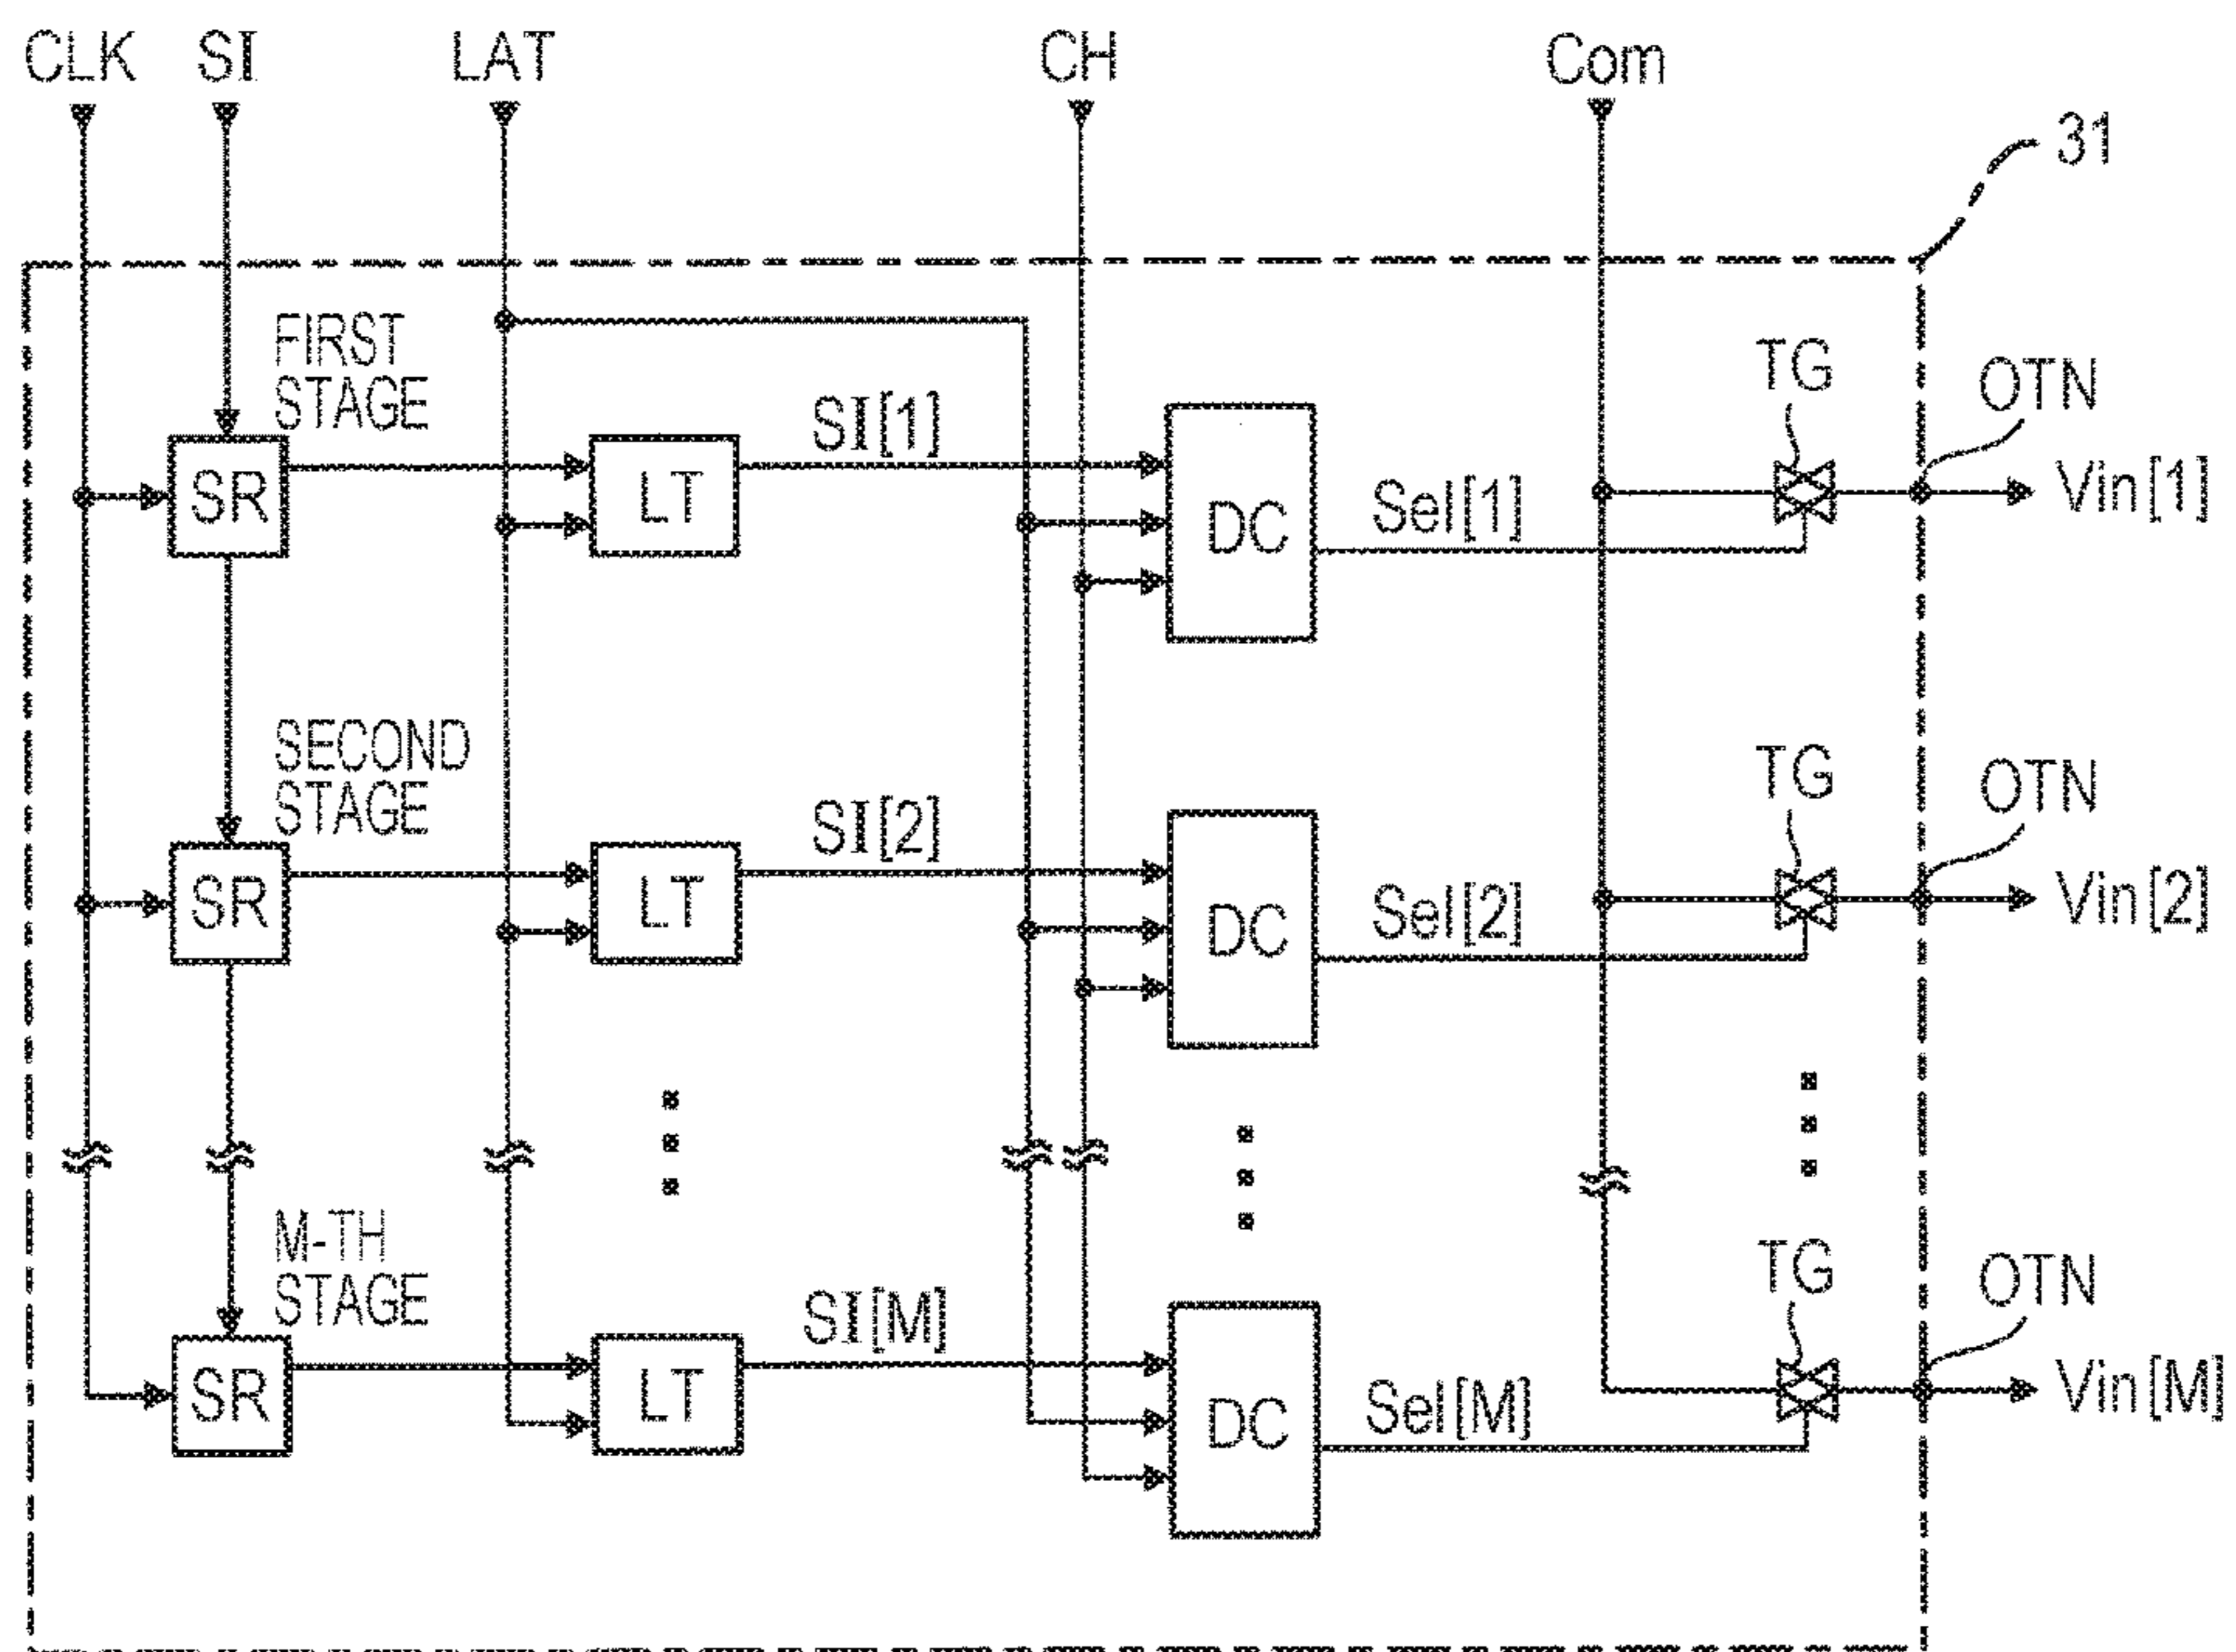 CLK SI LAT CH Com
31
FIRST
STAGE
SR LT SI[1] DC Sel[1] TG OTN Vin[1]
SECOND
STAGE
SR LT SI[2] DC Sel[2] TG OTN Vin[2]
M-TH
STAGE
SR LT SI[M] DC Sel[M] TG OTN Vin[M]